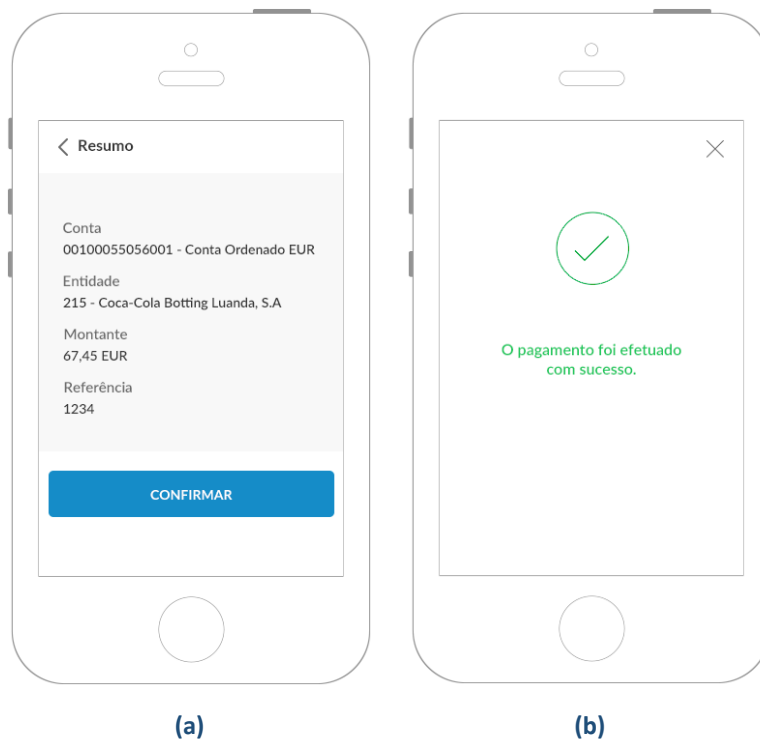 Resumo
Conta
00100055056001 - Conta Ordenado EUR
Entidade
215 - Coca-Cola Botting Luanda, S.A
Montante
67,45 EUR
Referência
1234
CONFIRMAR
(a)
O pagamento foi efetuado
com sucesso.
(b)